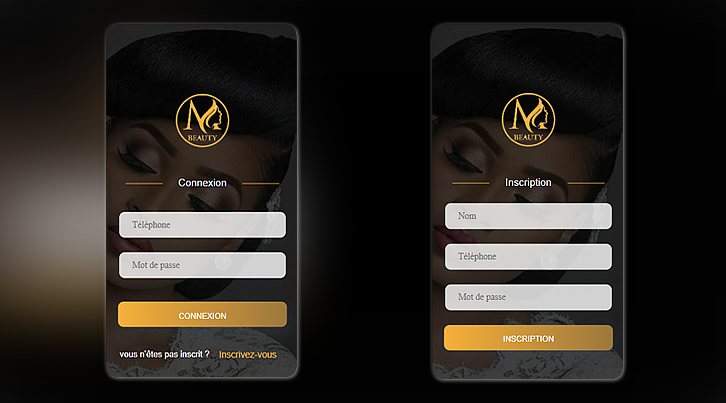 M
BEAUTY
Connexion
Téléphone
Mot de passe
CONNEXION
vous n'êtes pas inscrit ? Inscrivez-vous
M
BEAUTY
Inscription
Nom
Téléphone
Mot de passe
INSCRIPTION